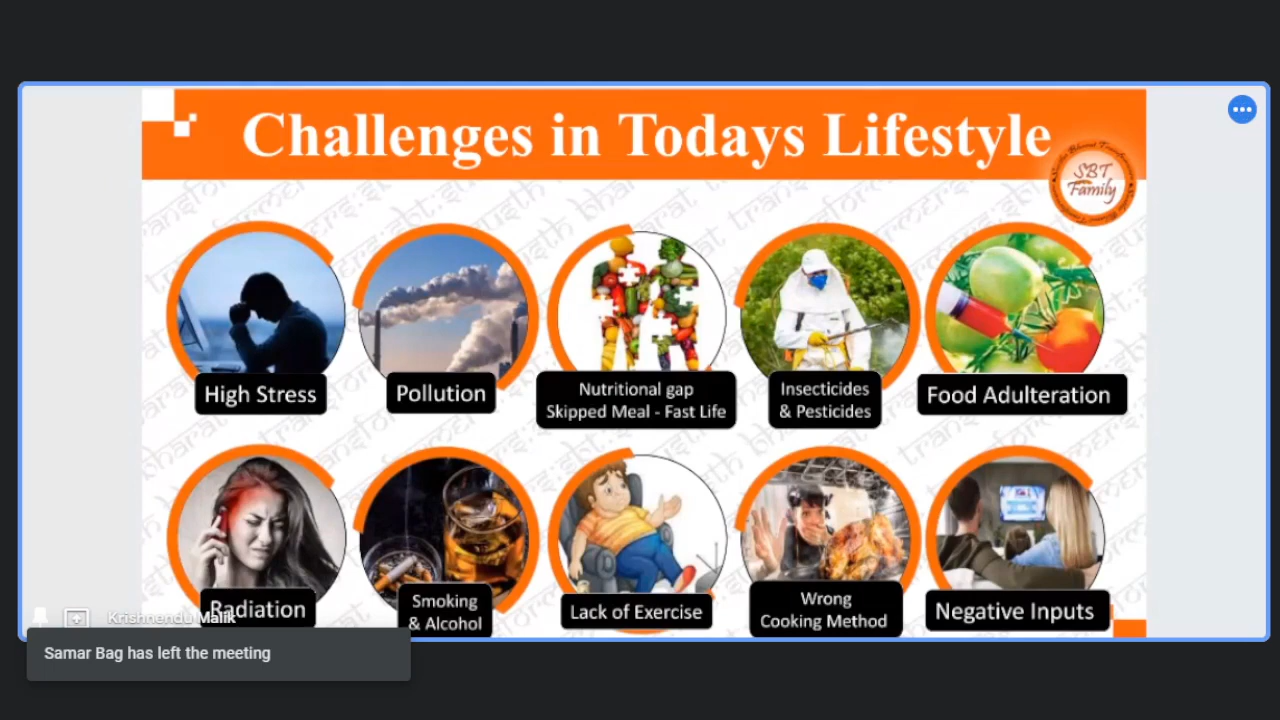 Challenges in Todays Lifestyle
SBT
Family
High Stress
Pollution
Nutritional gap
Skipped Meal - Fast Life
Insecticides
& Pesticides
Food Adulteration
Radiation
Smoking
& Alcohol
Lack of Exercise
Wrong
Cooking Method
Negative Inputs
Krishnendu Malik
Samar Bag has left the meeting